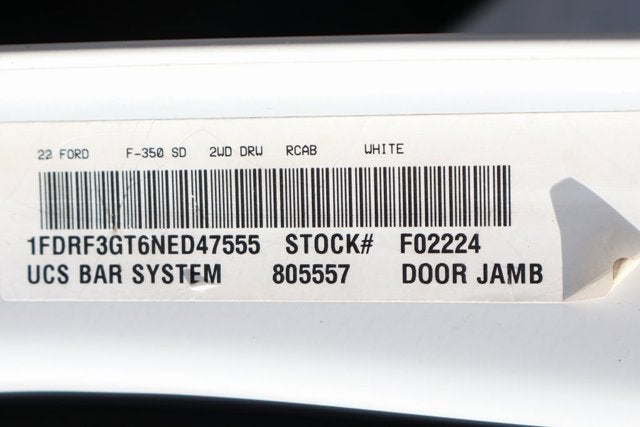 22 FORD F-350 SD 2WD DRW RCAB WHITE
1FDRF3GT6NED47555 STOCK# F02224
UCS BAR SYSTEM 805557 DOOR JAMB